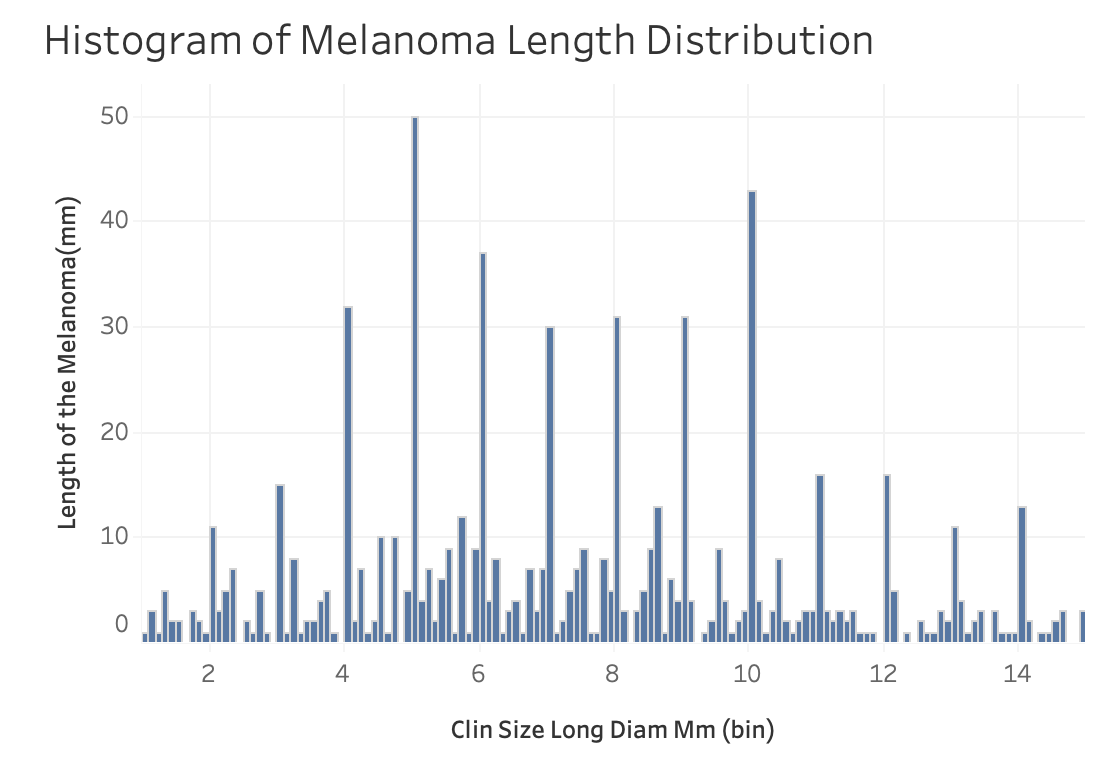 Histogram of Melanoma Length Distribution
50
40
30
20
10
0
Length of the Melanoma(mm)
2 4 6 8 10 12 14
Clin Size Long Diam Mm (bin)